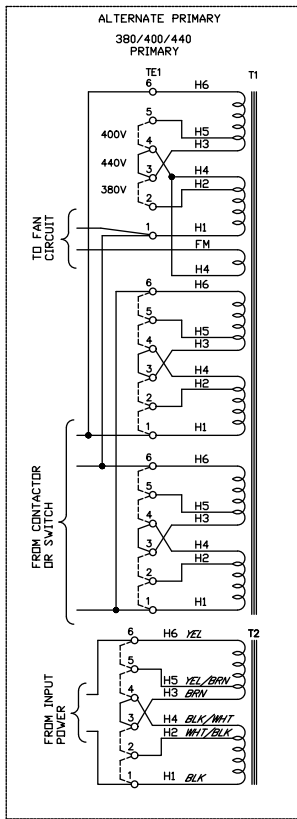 ALTERNATE PRIMARY
380/400/440
PRIMARY
TE1
T1
6
H6
5
400V
H5
4
H3
440V
H4
3
H2
380V
2
1
H1
TO FAN
CIRCUIT
FM
H4
6
H6
5
H5
4
H3
H4
3
H2
2
1
H1
6
H6
5
H5
4
H3
H4
3
H2
2
1
H1
FROM CONTACTOR
OR SWITCH
6
H6 YEL
T2
5
H5 YEL/BRN
4
H3 BRN
H4 BLK/WHT
3
H2 WHT/BLK
2
1
H1 BLK
FROM INPUT
POWER